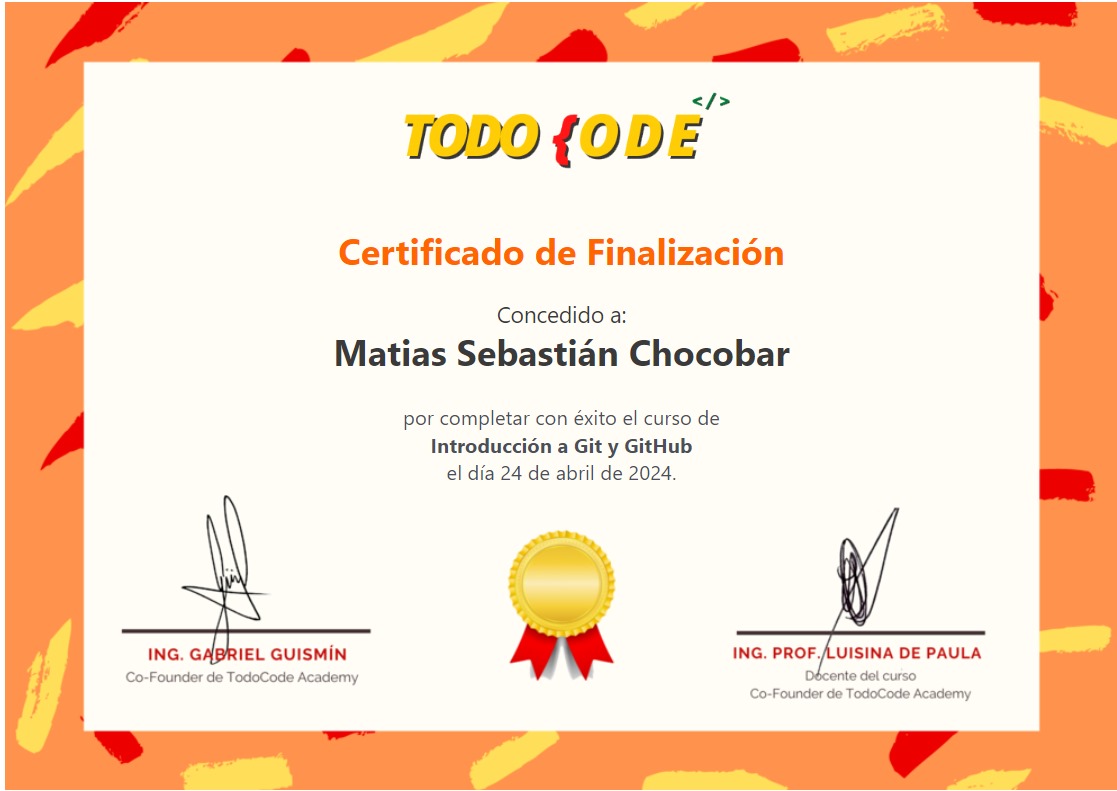 </>
TODO {ODE
Certificado de Finalización
Concedido a:
Matias Sebastián Chocobar
por completar con éxito el curso de
Introducción a Git y GitHub
el día 24 de abril de 2024.
ING. GABRIEL GUISMÍN
Co-Founder de TodoCode Academy
ING. PROF. LUISINA DE PAULA
Docente del curso
Co-Founder de TodoCode Academy